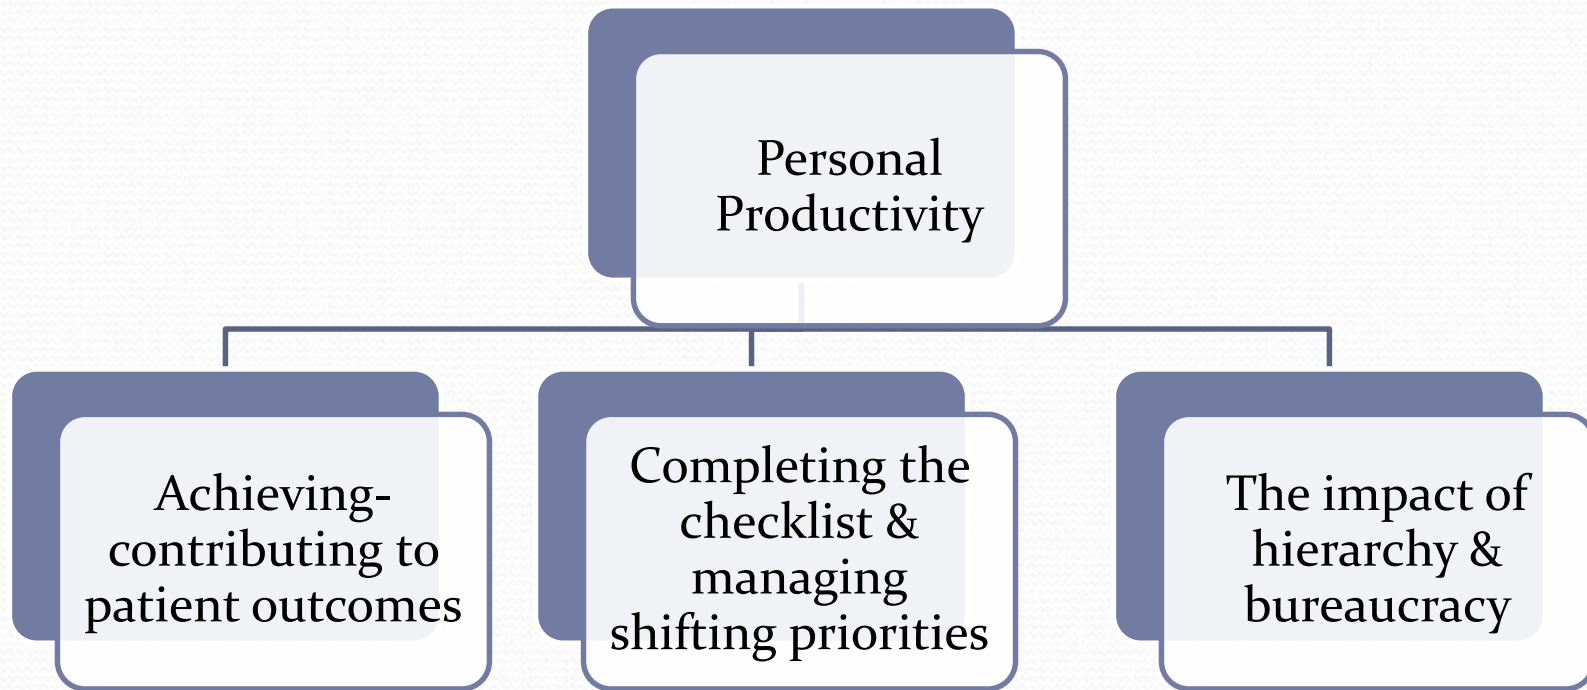 Personal
Productivity
Achieving-
contributing to
patient outcomes
Completing the
checklist &
managing
shifting priorities
The impact of
hierarchy &
bureaucracy